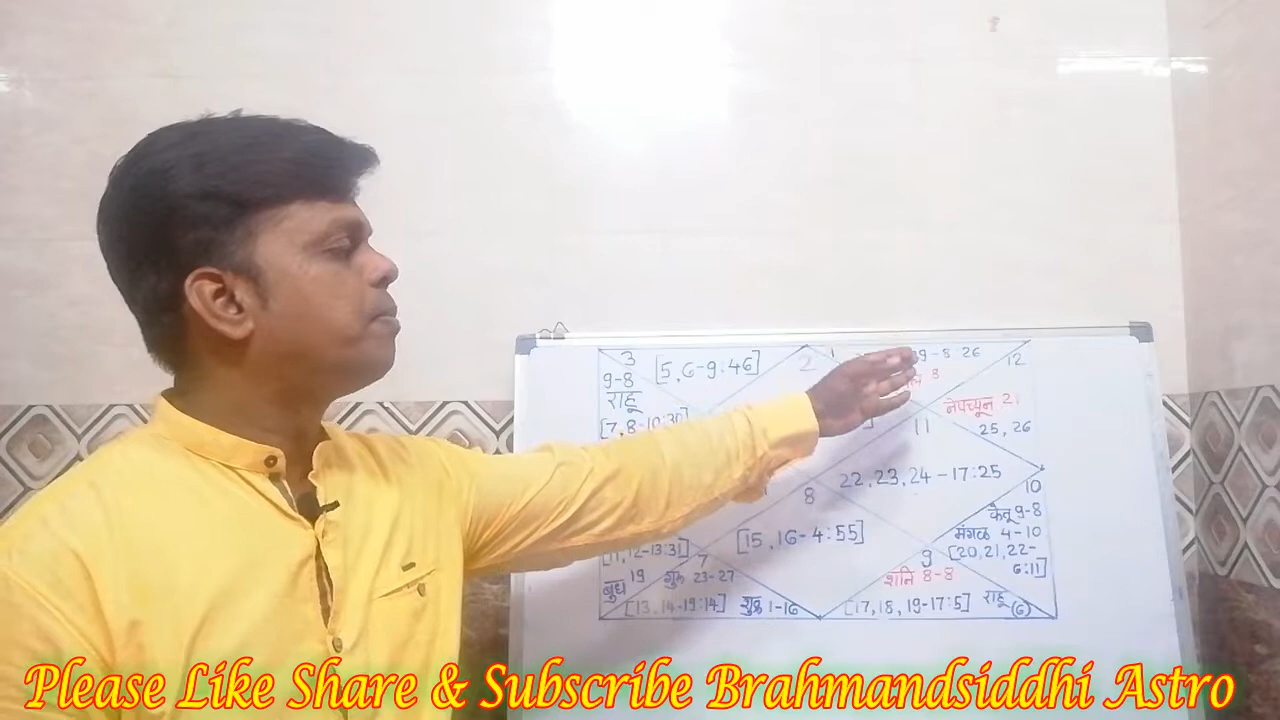 3 [5,6-9:46] 2 1 9-8 26 12
9-8 8
राहू नेपच्यून 21
[7,8-10:30] 11 25,26
8 22,23,24-17:25 10
केतू 9-8
[15,16-4:55] मंगळ 4-10
[11,12-13:31] 7 9 [20,21,22-
6:11]
बुध 19 गुरू 23-27 शनि 8-8
[13,14-19:14] शुक्र 1-16 [17,18,19-17:5] राहू (6)
Please Like Share & Subscribe Brahmandsiddhi Astro